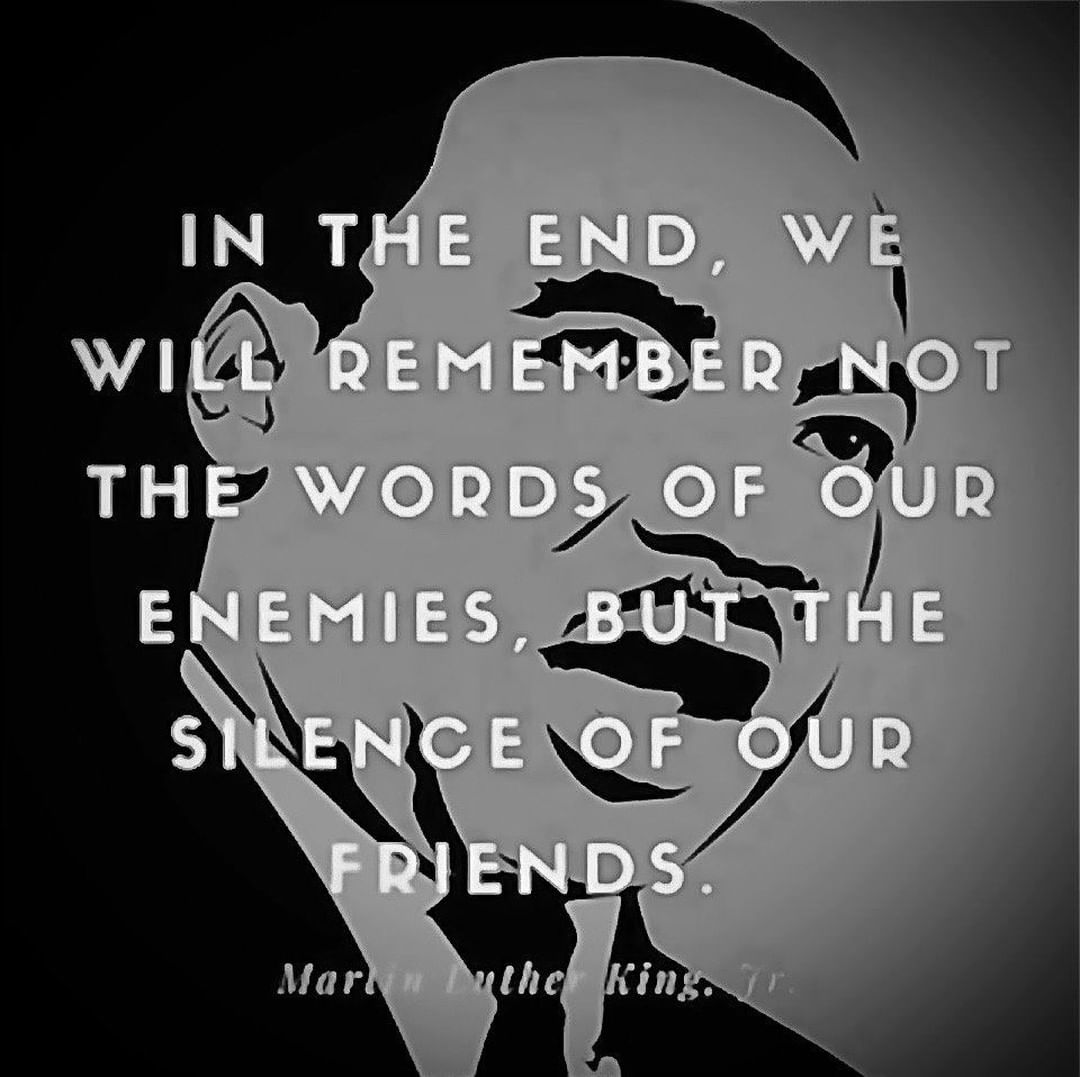 IN THE END, WE
WILL REMEMBER NOT
THE WORDS OF OUR
ENEMIES, BUT THE
SILENCE OF OUR
FRIENDS.
Martin Luther King, Jr.